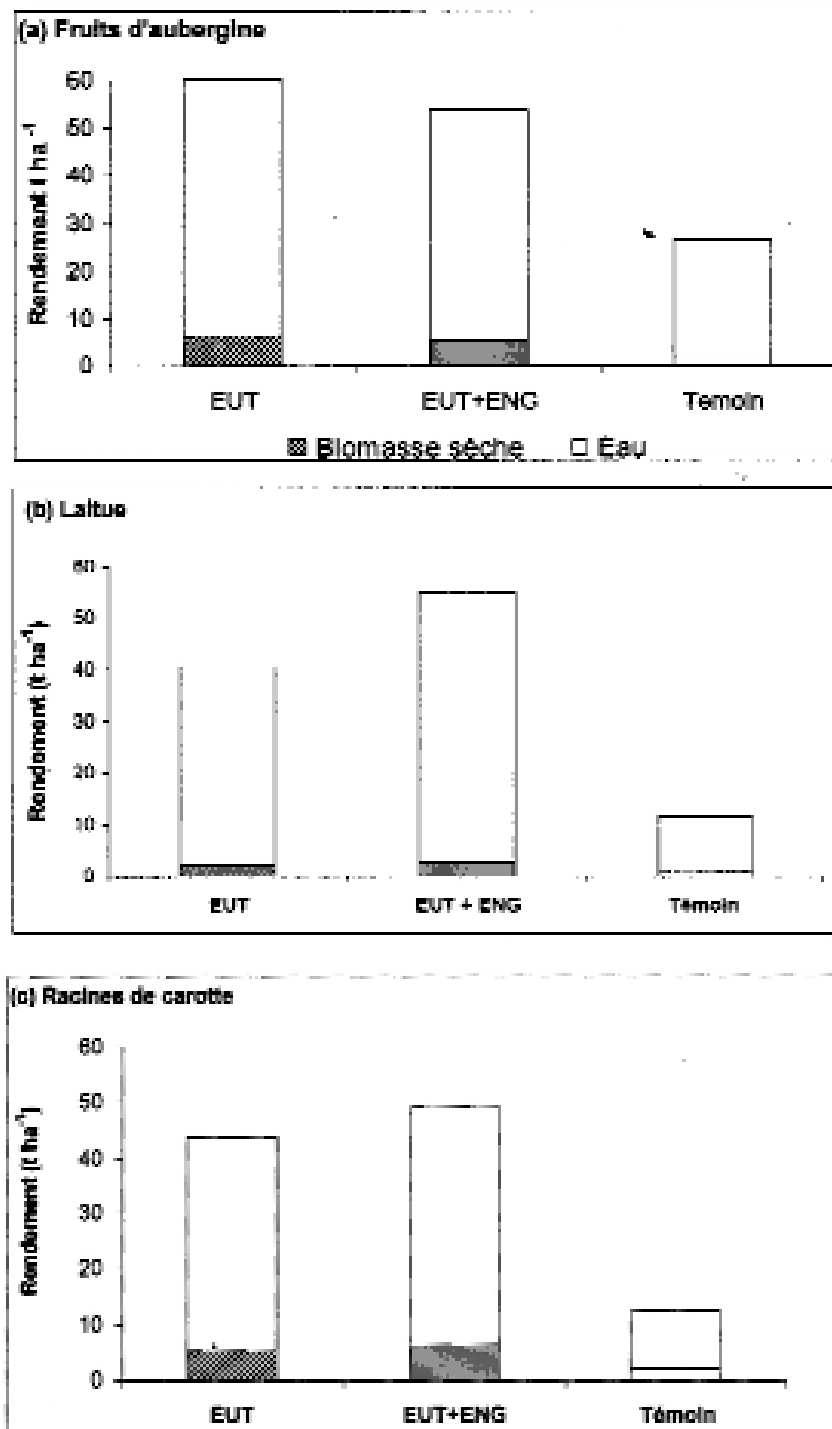 (a) Fruits d'aubergine
Rendement t ha⁻¹
60
50
40
30
20
10
0
EUT EUT+ENG Temoin
Biomasse sèche Eau
(b) Laitue
Rendement (t ha⁻¹)
60
50
40
30
20
10
0
EUT EUT + ENG Témoin
(c) Racines de carotte
Rendement (t ha⁻¹)
60
50
40
30
20
10
0
EUT EUT+ENG Témoin